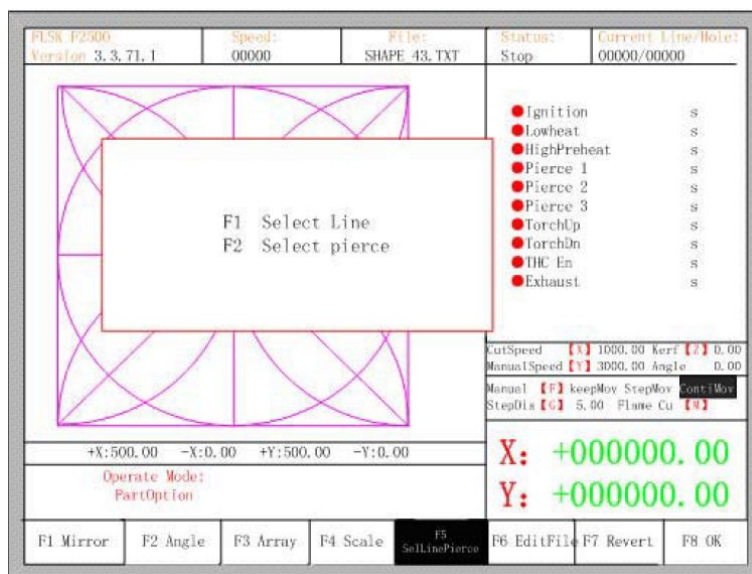 FLSK F2500
Version 3.3.71.1
Speed:
00000
File:
SHAPE 43.TXT
Status:
Stop
Current Line/Hole:
00000/00000
Ignition s
Lowheat s
HighPreheat s
Pierce 1 s
Pierce 2 s
Pierce 3 s
TorchUp s
TorchDn s
THC En s
Exhaust s
F1 Select Line
F2 Select pierce
CutSpeed 【X】 1000.00 Kerf 【Z】 0.00
ManualSpeed 【Y】 3000.00 Angle 0.00
Manual 【F】 keepMov StepMov ContiMov
StepDis 【G】 5.00 Flame Cu 【M】
+X:500.00 -X:0.00 +Y:500.00 -Y:0.00
Operate Mode:
PartOption
X: +000000.00
Y: +000000.00
F1 Mirror
F2 Angle
F3 Array
F4 Scale
F5
SelLinePierce
F6 EditFile
F7 Revert
F8 OK